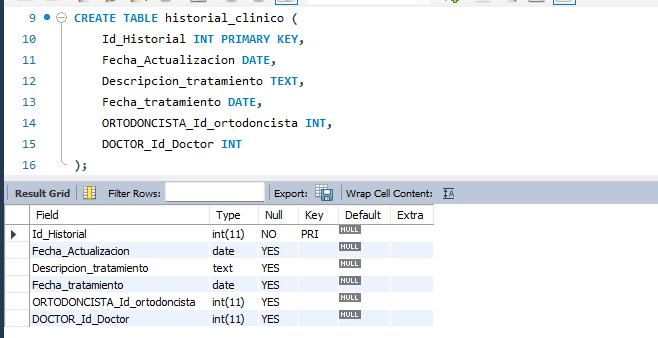 9 CREATE TABLE historial_clinico (
10 Id_Historial INT PRIMARY KEY,
11 Fecha_Actualizacion DATE,
12 Descripcion_tratamiento TEXT,
13 Fecha_tratamiento DATE,
14 ORTODONCISTA_Id_ortodoncista INT,
15 DOCTOR_Id_Doctor INT
16 );
Result Grid Filter Rows: Export: Wrap Cell Content:
Field Type Null Key Default Extra
Id_Historial int(11) NO PRI NULL
Fecha_Actualizacion date YES NULL
Descripcion_tratamiento text YES NULL
Fecha_tratamiento date YES NULL
ORTODONCISTA_Id_ortodoncista int(11) YES NULL
DOCTOR_Id_Doctor int(11) YES NULL